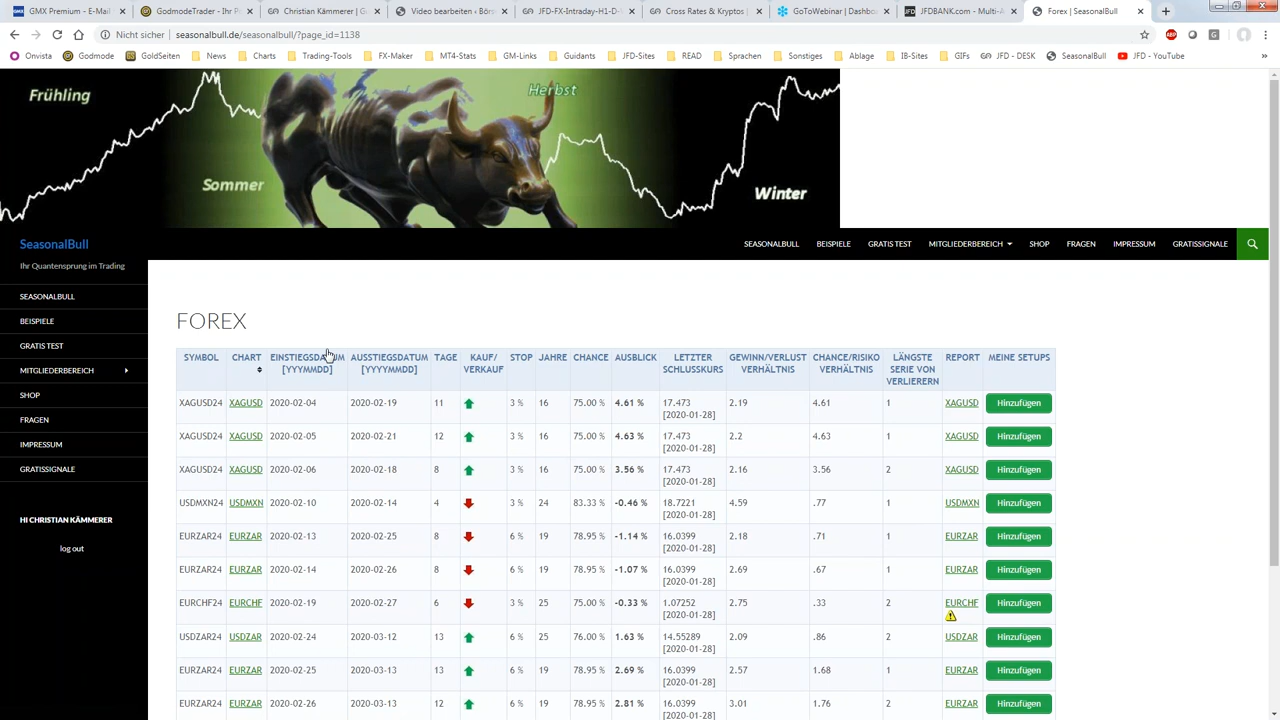 GMX Premium - E-Mail
GodmodeTrader - Ihr P
Christian Kämmerer | G
Video bearbeiten ‹ Börs
JFD-PX-Intraday-H1-D-
Cross Rates & Kryptos |
GoToWebinar | Dashbo
JFDBANK.com - Multi-A
Forex | SeasonalBull
Nicht sicher | seasonalbull.de/seasonalbull/?page_id=1138
Onvista
Godmode
GoldSeiten
News
Charts
Trading-Tools
FX-Maker
MT4-Stats
GM-Links
Guidants
JFD-Sites
READ
Sprachen
Sonstiges
Ablage
IB-Sites
GIFs
JFD - DESK
SeasonalBull
JFD - YouTube
Frühling
Herbst
Sommer
Winter
SeasonalBull
Ihr Quantensprung im Trading
SEASONALBULL BEISPIELE GRATIS TEST MITGLIEDERBEREICH SHOP FRAGEN IMPRESSUM GRATISSIGNALE
SEASONALBULL
BEISPIELE
GRATIS TEST
MITGLIEDERBEREICH
SHOP
FRAGEN
IMPRESSUM
GRATISSIGNALE
HI CHRISTIAN KÄMMERER
log out
FOREX
SYMBOL CHART EINSTIEGSDATUM [YYYMMDD] AUSSTIEGSDATUM [YYYYMMDD] TAGE KAUF/ VERKAUF STOP JAHRE CHANCE AUSBLICK LETZTER SCHLUSSKURS GEWINN/VERLUST VERHÄLTNIS CHANCE/RISIKO VERHÄLTNIS LÄNGSTE SERIE VON VERLIERERN REPORT MEINE SETUPS
XAGUSD24 XAGUSD 2020-02-04 2020-02-19 11 3 % 16 75.00 % 4.61 % 17.473 [2020-01-28] 2.19 4.61 1 XAGUSD Hinzufügen
XAGUSD24 XAGUSD 2020-02-05 2020-02-21 12 3 % 16 75.00 % 4.63 % 17.473 [2020-01-28] 2.2 4.63 1 XAGUSD Hinzufügen
XAGUSD24 XAGUSD 2020-02-06 2020-02-18 8 3 % 16 75.00 % 3.56 % 17.473 [2020-01-28] 2.16 3.56 2 XAGUSD Hinzufügen
USDMXN24 USDMXN 2020-02-10 2020-02-14 4 3 % 24 83.33 % -0.46 % 18.7221 [2020-01-28] 4.59 .77 1 USDMXN Hinzufügen
EURZAR24 EURZAR 2020-02-13 2020-02-25 8 6 % 19 78.95 % -1.14 % 16.0399 [2020-01-28] 2.18 .71 1 EURZAR Hinzufügen
EURZAR24 EURZAR 2020-02-14 2020-02-26 8 6 % 19 78.95 % -1.07 % 16.0399 [2020-01-28] 2.69 .67 1 EURZAR Hinzufügen
EURCHF24 EURCHF 2020-02-19 2020-02-27 6 3 % 25 75.00 % -0.33 % 1.07252 [2020-01-28] 2.75 .33 2 EURCHF Hinzufügen
USDZAR24 USDZAR 2020-02-24 2020-03-12 13 6 % 25 76.00 % 1.63 % 14.55289 [2020-01-28] 2.09 .86 2 USDZAR Hinzufügen
EURZAR24 EURZAR 2020-02-25 2020-03-13 13 6 % 19 78.95 % 2.69 % 16.0399 [2020-01-28] 2.57 1.68 1 EURZAR Hinzufügen
EURZAR24 EURZAR 2020-02-26 2020-03-13 12 6 % 19 78.95 % 2.81 % 16.0399 [2020-01-28] 3.01 1.76 2 EURZAR Hinzufügen